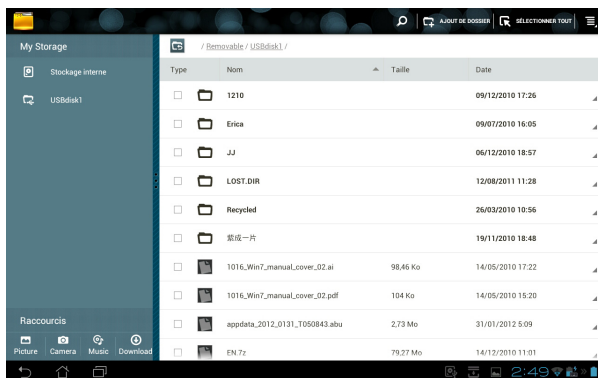 AJOUT DE DOSSIER
SÉLECTIONNER TOUT
My Storage
/ Removable / USBdisk1 /
Stockage interne
USBdisk1
Type Nom Taille Date
1210 09/12/2010 17:26
Erica 09/07/2010 16:05
JJ 06/12/2010 18:57
LOST.DIR 12/08/2011 11:28
Recycled 26/03/2010 10:56
紫成一片 19/11/2010 18:48
1016_Win7_manual_cover_02.ai 98,46 Ko 14/05/2010 17:22
1016_Win7_manual_cover_02.pdf 104 Ko 14/05/2010 15:20
appdata_2012_0131_T050843.abu 2,73 Mo 31/01/2012 5:09
EN.7z 79,27 Mo 14/12/2010 11:01
Raccourcis
Picture Camera Music Download
2:49